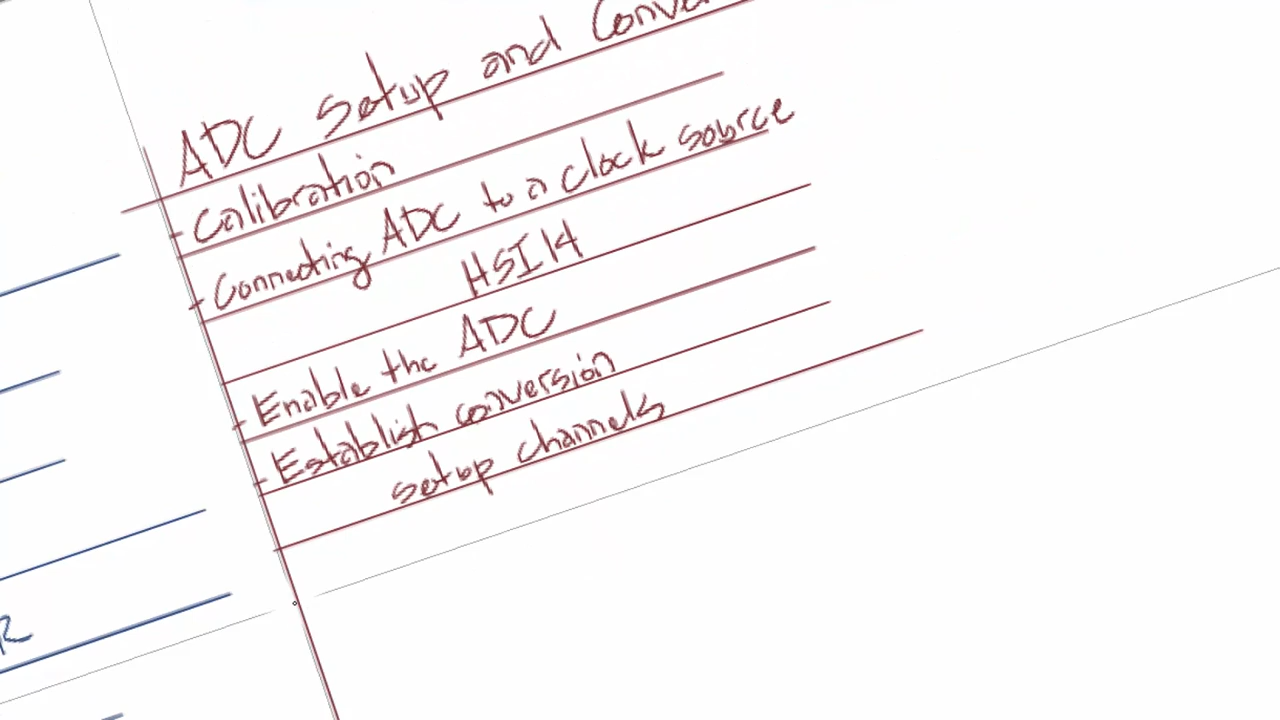 ADC Setup and
- Calibration
- Connecting ADC to a clock source
HSI14
- Enable the ADC
- Establish conversion
setup channels
R